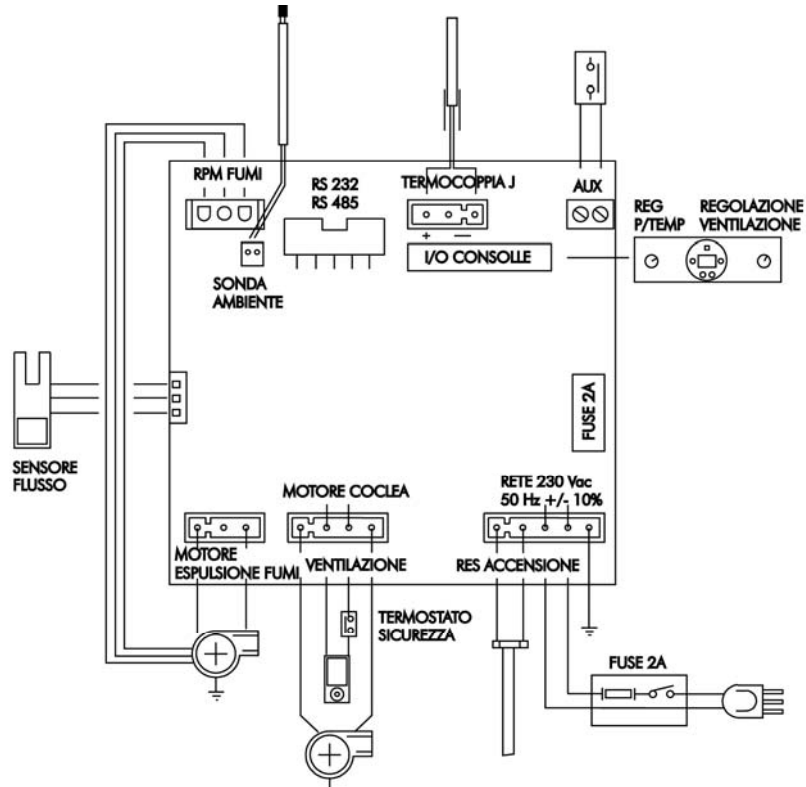 RPM FUMI
RS 232
RS 485
TERMOCOPPIA J
AUX
REG
P/TEMP
REGOLAZIONE
VENTILAZIONE
+ —
I/O CONSOLLE
SONDA
AMBIENTE
FUSE 2A
SENSORE
FLUSSO
MOTORE COCLEA
RETE 230 Vac
50 Hz +/- 10%
MOTORE
ESPULSIONE FUMI
VENTILAZIONE
RES ACCENSIONE
TERMOSTATO
SICUREZZA
FUSE 2A